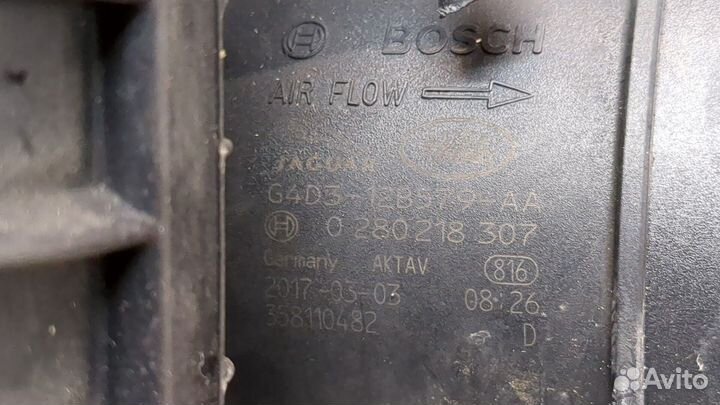 BOSCH
AIR FLOW
JAGUAR
G4D3-12B579-AA
0 280 218 307
Germany AKTAV 816
2017-03-03 08:26
358110482 D
Avito